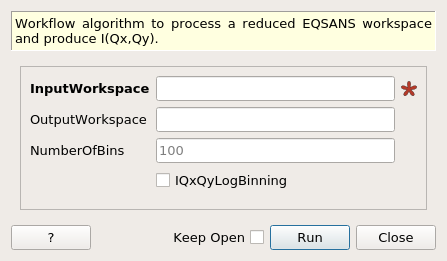 Workflow algorithm to process a reduced EQSANS workspace
and produce I(Qx,Qy).
InputWorkspace *
OutputWorkspace
NumberOfBins 100
IQxQyLogBinning
? Keep Open Run Close